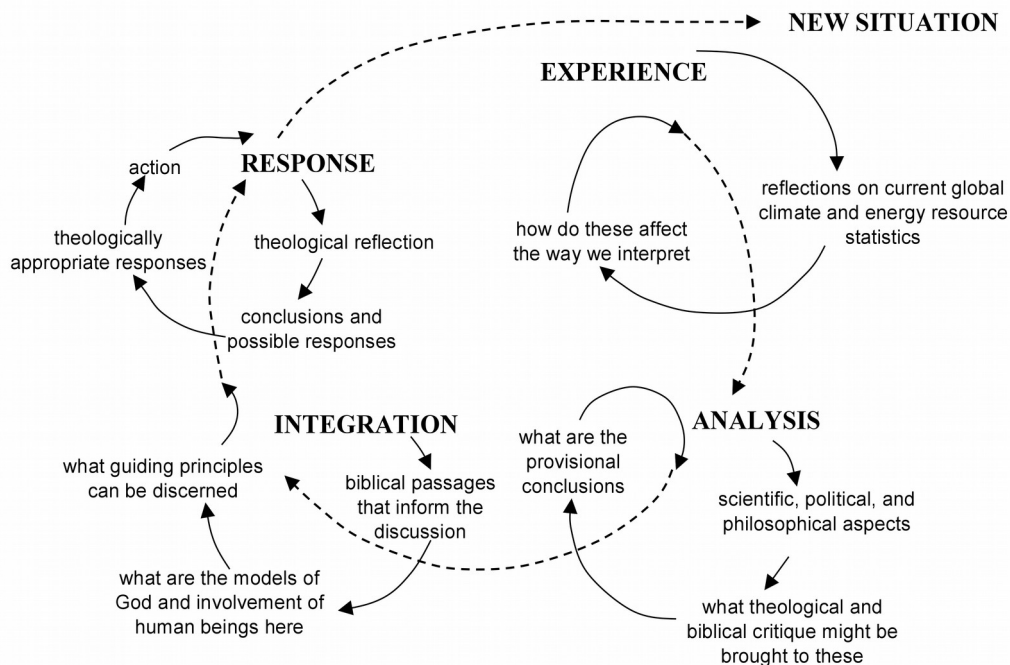 NEW SITUATION
EXPERIENCE
reflections on current global
climate and energy resource
statistics
how do these affect
the way we interpret
ANALYSIS
scientific, political, and
philosophical aspects
what theological and
biblical critique might be
brought to these
what are the
provisional
conclusions
INTEGRATION
biblical passages
that inform the
discussion
what are the models of
God and involvement of
human beings here
what guiding principles
can be discerned
RESPONSE
theological reflection
conclusions and
possible responses
theologically
appropriate responses
action